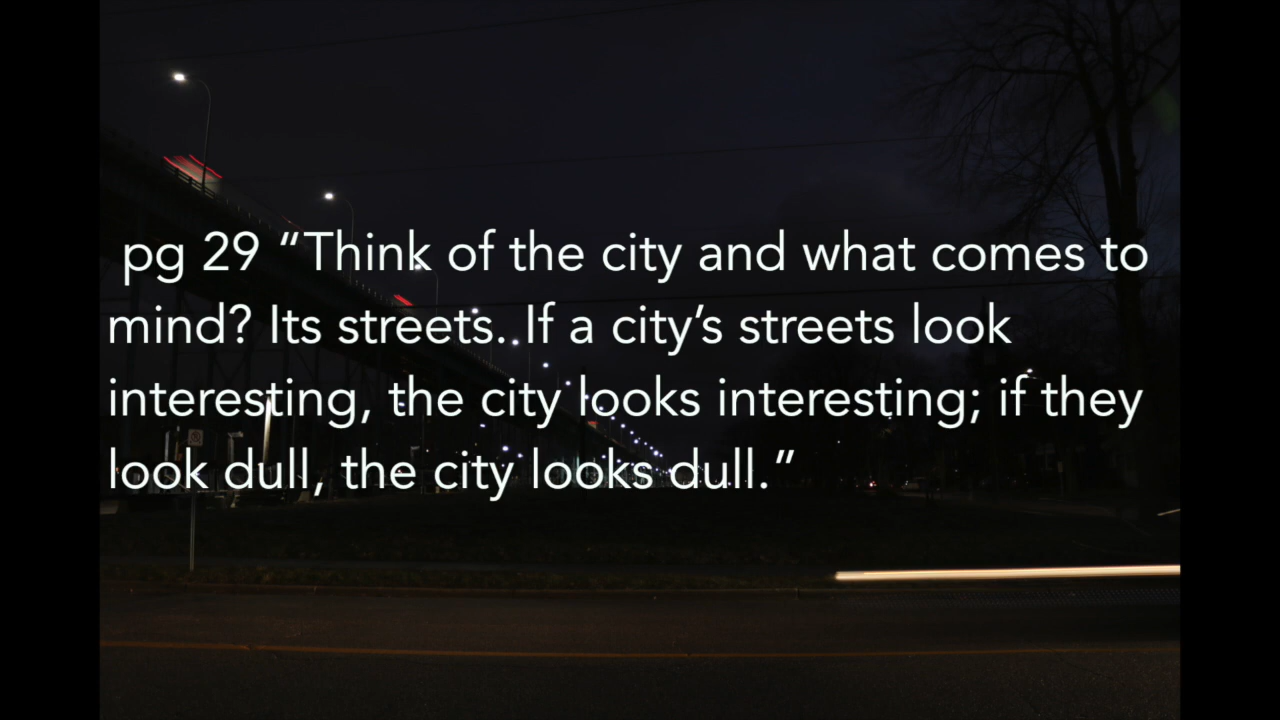 pg 29 “Think of the city and what comes to
mind? Its streets. If a city’s streets look
interesting, the city looks interesting; if they
look dull, the city looks dull.”